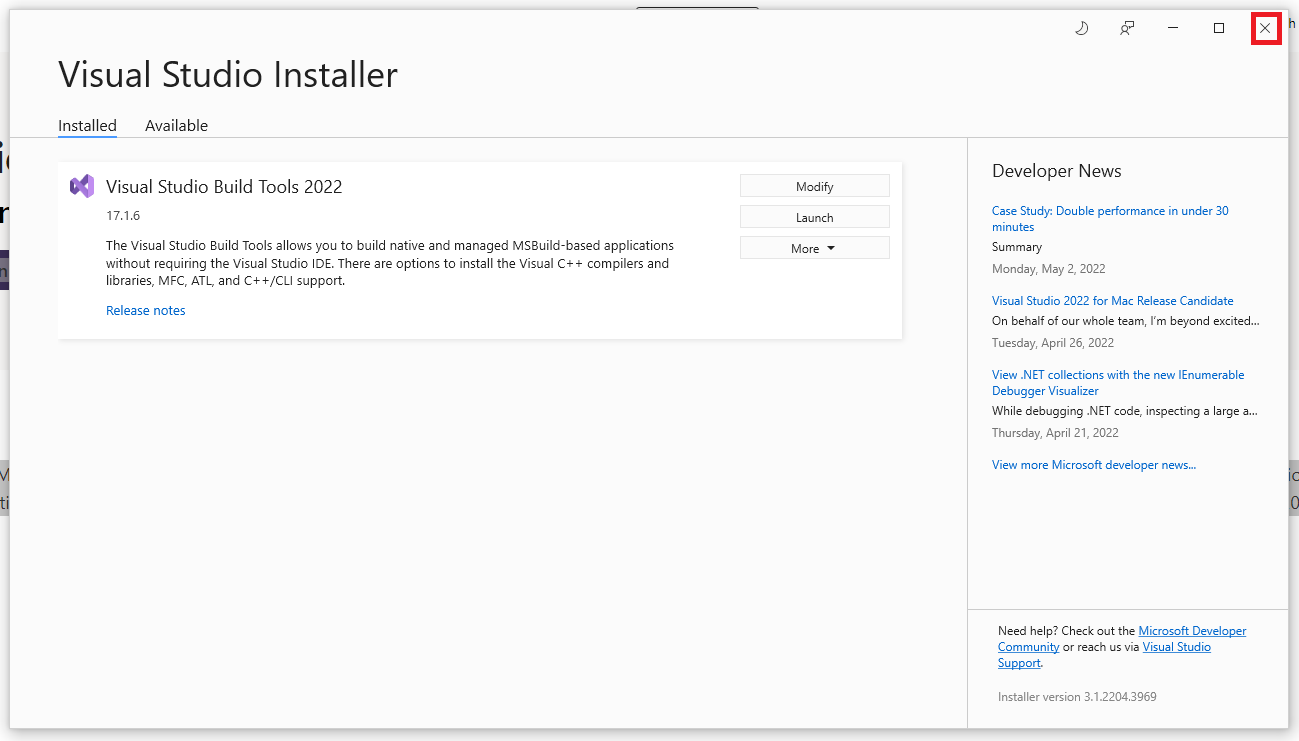 Visual Studio Installer
Installed
Available
Visual Studio Build Tools 2022
17.1.6
The Visual Studio Build Tools allows you to build native and managed MSBuild-based applications
without requiring the Visual Studio IDE. There are options to install the Visual C++ compilers and
libraries, MFC, ATL, and C++/CLI support.
Release notes
Modify
Launch
More
Developer News
Case Study: Double performance in under 30
minutes
Summary
Monday, May 2, 2022
Visual Studio 2022 for Mac Release Candidate
On behalf of our whole team, I'm beyond excited...
Tuesday, April 26, 2022
View .NET collections with the new IEnumerable
Debugger Visualizer
While debugging .NET code, inspecting a large a...
Thursday, April 21, 2022
View more Microsoft developer news...
Need help? Check out the Microsoft Developer
Community or reach us via Visual Studio
Support.
Installer version 3.1.2204.3969